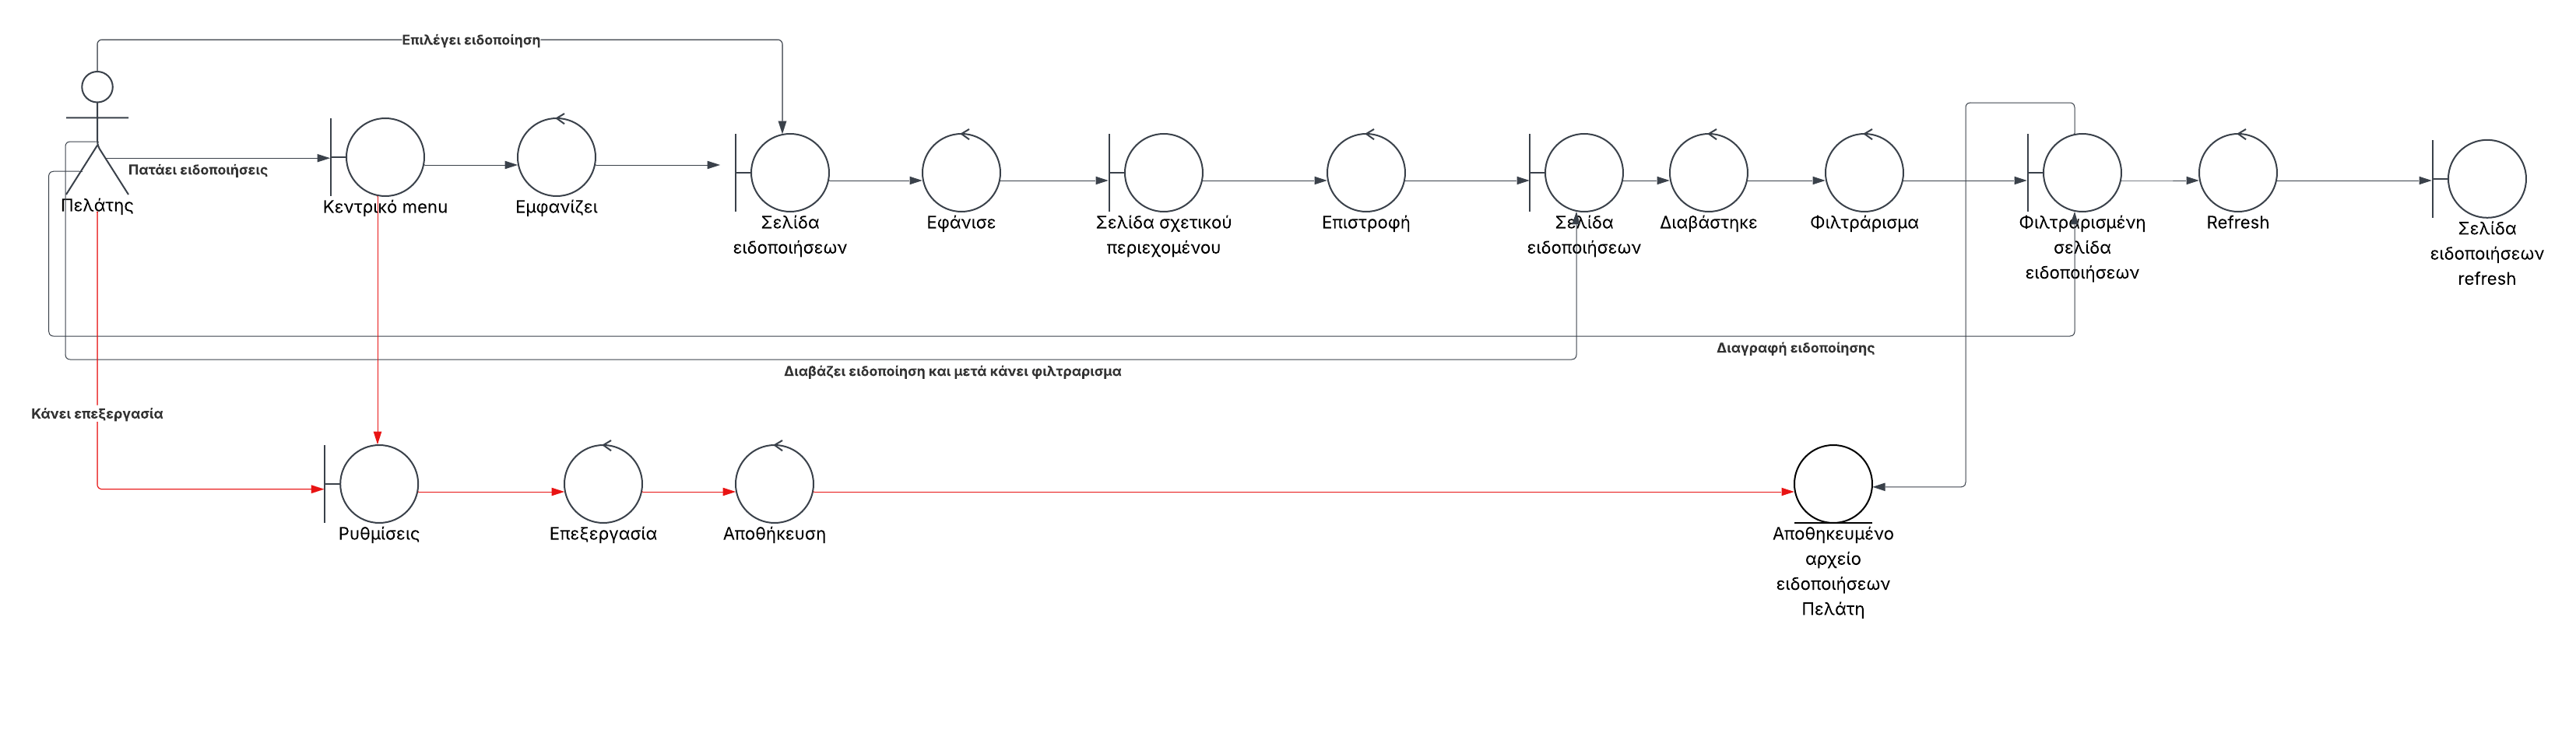 Επιλέγει ειδοποίηση
Πατάει ειδοποιήσεις
Πελάτης
Κεντρικό menu
Εμφανίζει
Σελίδα
ειδοποιήσεων
Εφάνισε
Σελίδα σχετικού
περιεχομένου
Επιστροφή
Σελίδα
ειδοποιήσεων
Διαβάστηκε
Φιλτράρισμα
Φιλτραρισμένη
σελίδα
ειδοποιήσεων
Refresh
Σελίδα
ειδοποιήσεων
refresh
Διαγραφή ειδοποίησης
Διαβάζει ειδοποίηση και μετά κάνει φιλτραρισμα
Κάνει επεξεργασία
Ρυθμίσεις
Επεξεργασία
Αποθήκευση
Αποθηκευμένο
αρχείο
ειδοποιήσεων
Πελάτη